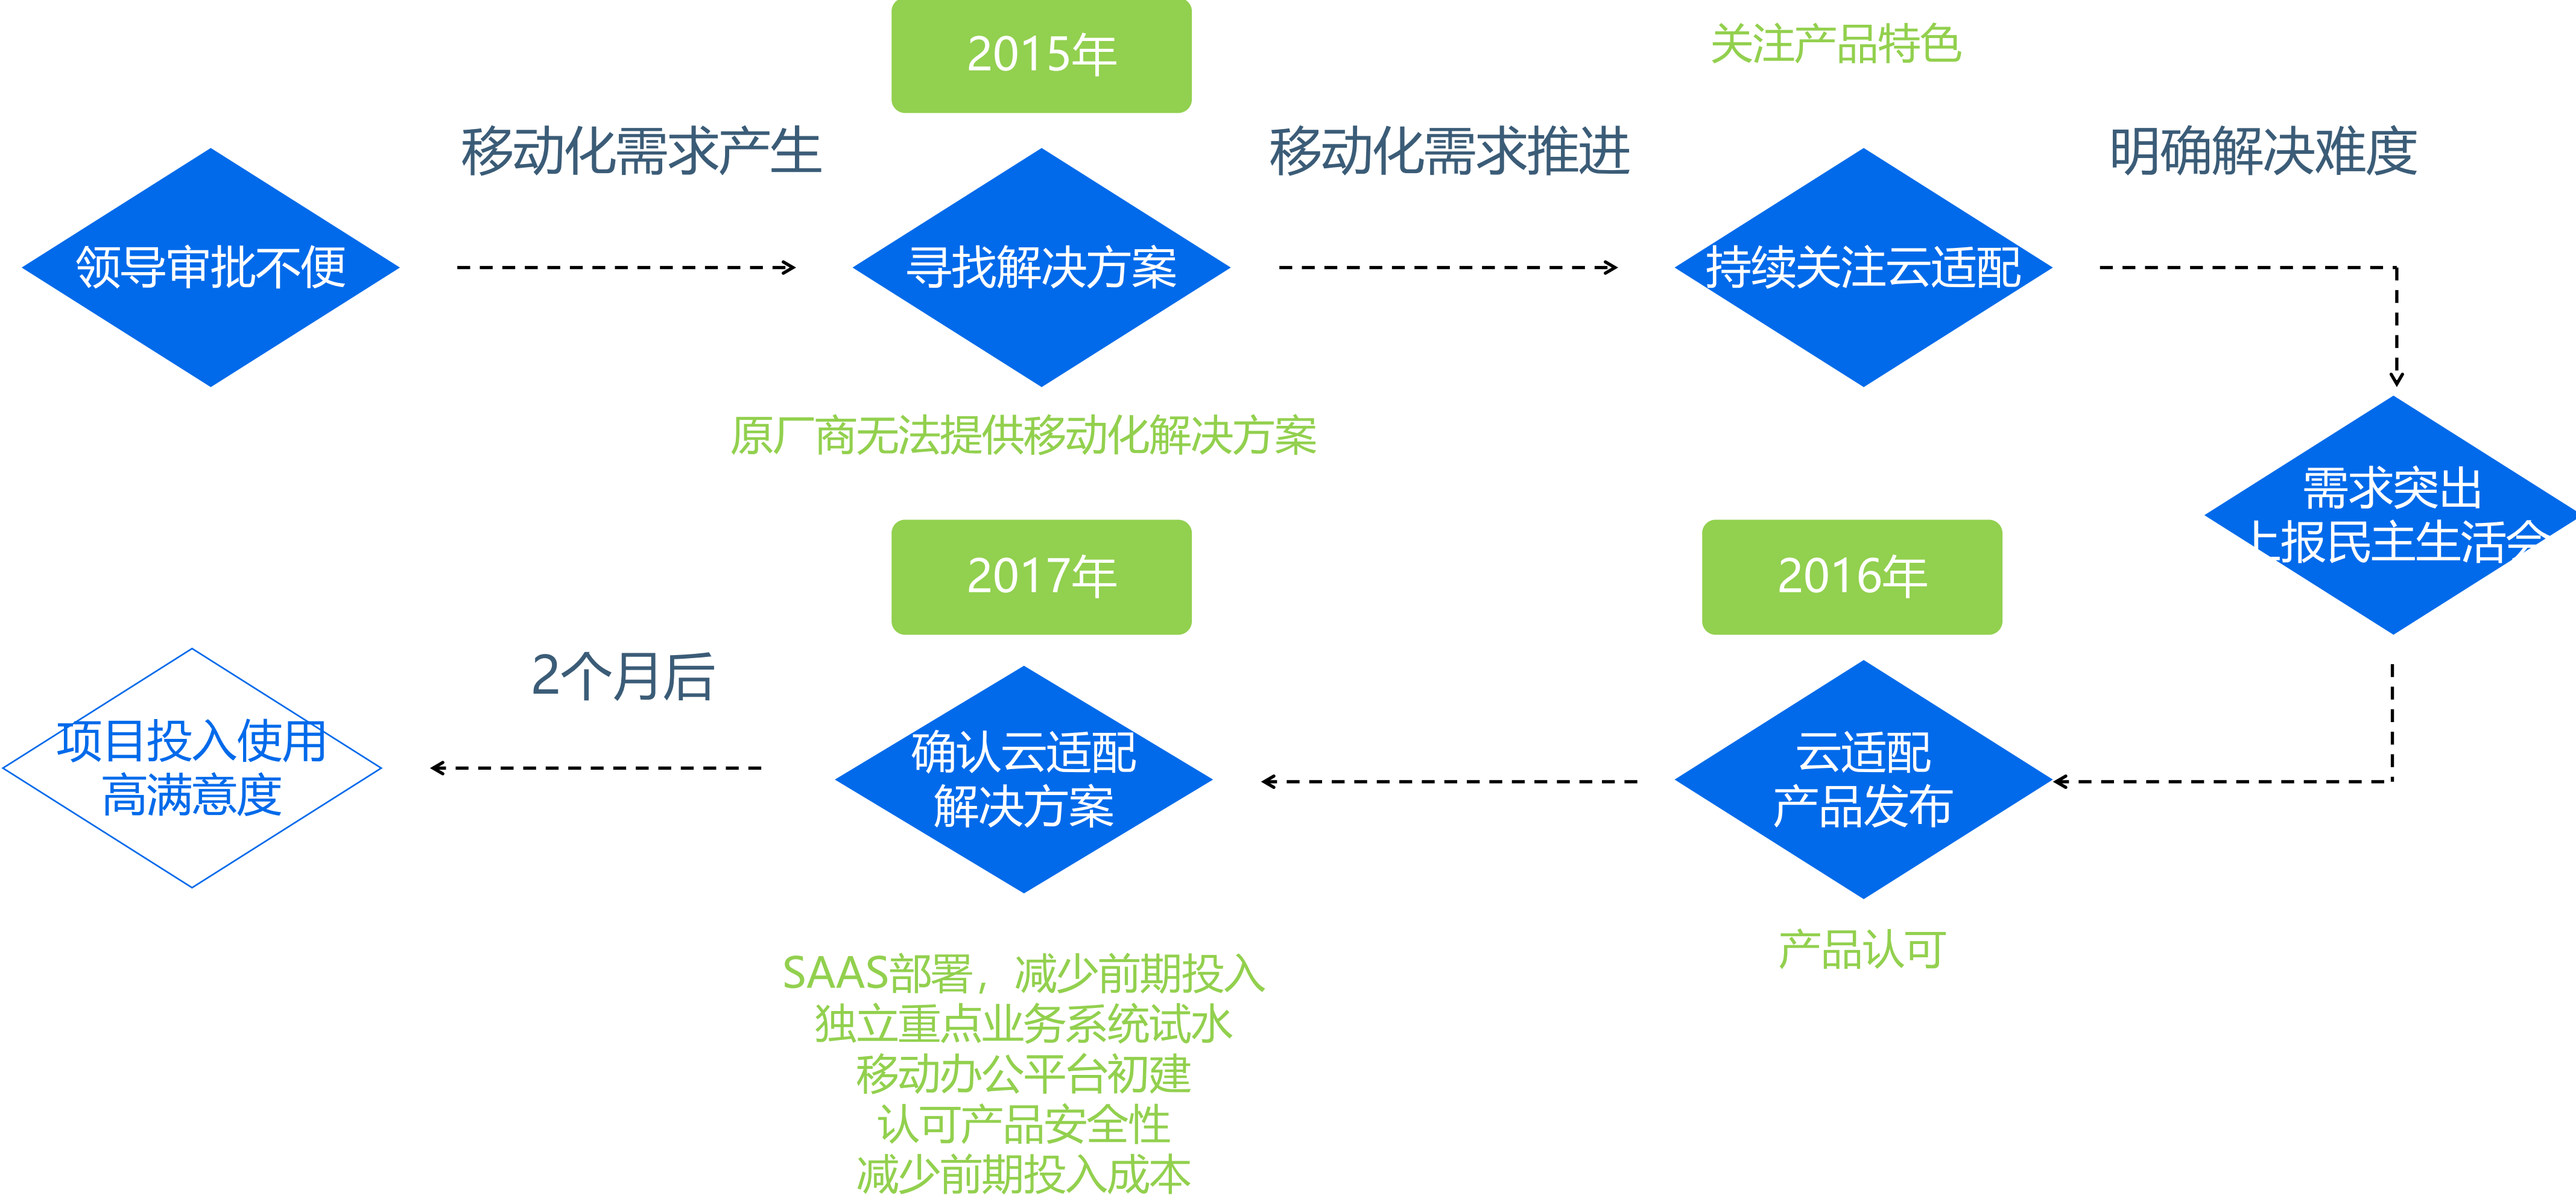 2015年
关注产品特色
移动化需求产生
移动化需求推进
明确解决难度
领导审批不便
寻找解决方案
持续关注云适配
原厂商无法提供移动化解决方案
需求突出
上报民主生活会
2017年
2016年
2个月后
项目投入使用
高满意度
确认云适配
解决方案
云适配
产品发布
产品认可
SAAS部署，减少前期投入
独立重点业务系统试水
移动办公平台初建
认可产品安全性
减少前期投入成本